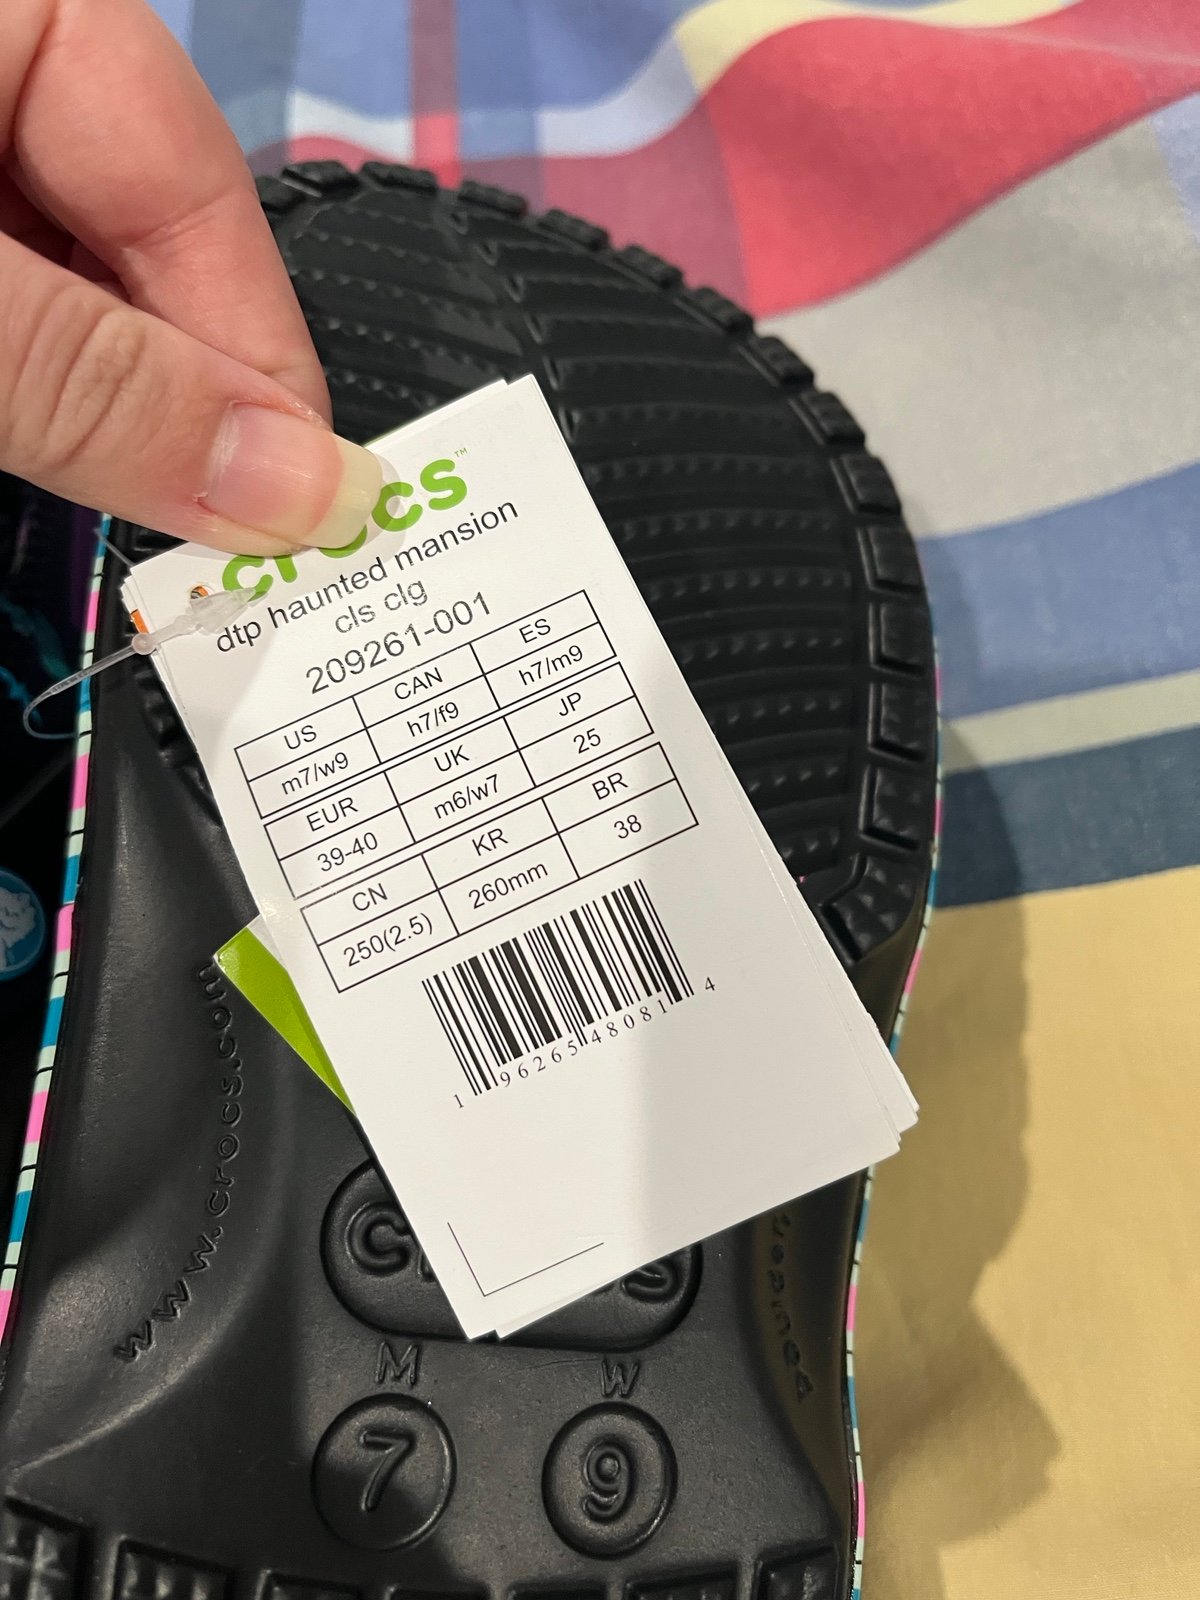 crocs™
dtp haunted mansion
cls clg
209261-001
US CAN ES
m7/w9 h7/f9 h7/m9
EUR UK JP
39-40 m6/w7 25
CN KR BR
250(2.5) 260mm 38
1 96265 48081 4
www.crocs.com
M W
7 9